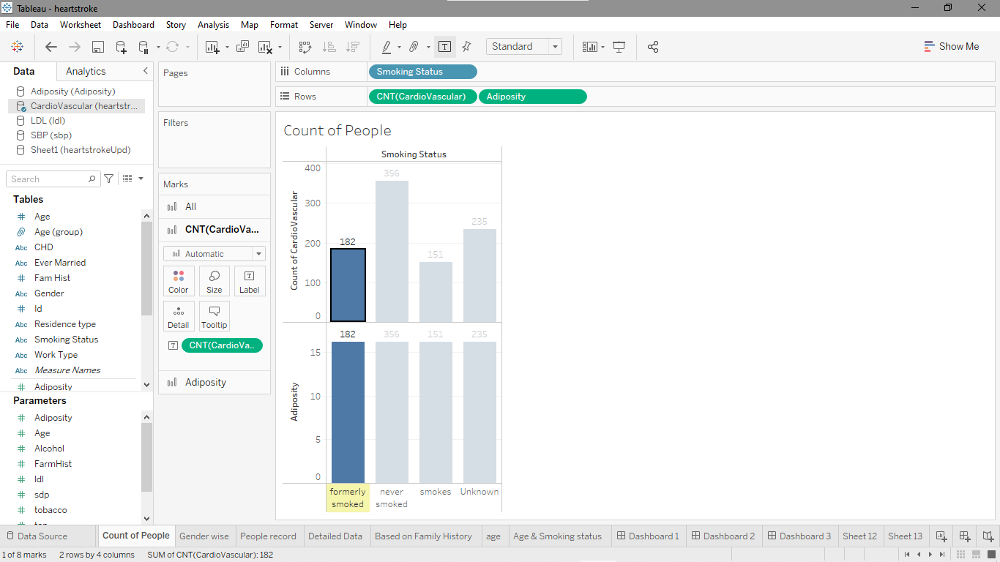 Tableau - heartstroke
File Data Worksheet Dashboard Story Analysis Map Format Server Window Help
Standard
Show Me
Data Analytics
Adiposity (Adiposity)
CardioVascular (heartstr...
LDL (ldl)
SBP (sbp)
Sheet1 (heartstrokeUpd)
Search
Tables
# Age
Age (group)
Abc CHD
Abc Ever Married
# Fam Hist
Abc Gender
# Id
Abc Residence type
Abc Smoking Status
Abc Work Type
Abc Measure Names
# Adiposity
Parameters
# Adiposity
# Age
# Alcohol
# FarmHist
# ldl
# sdp
# tobacco
Pages
Filters
Marks
All
CNT(CardioVa...
Automatic
Color Size Label
Detail Tooltip
T CNT(CardioVa..
Adiposity
Columns Smoking Status
Rows CNT(CardioVascular) Adiposity
Count of People
Smoking Status
Count of CardioVascular
400
300
200
100
0
182 356 151 235
Adiposity
15
10
5
0
182 356 151 235
formerly smoked
never smoked
smokes
Unknown
Data Source Count of People Gender wise People record Detailed Data Based on Family History age Age & Smoking status Dashboard 1 Dashboard 2 Dashboard 3 Sheet 12 Sheet 13
1 of 8 marks 2 rows by 4 columns SUM of CNT(CardioVascular): 182